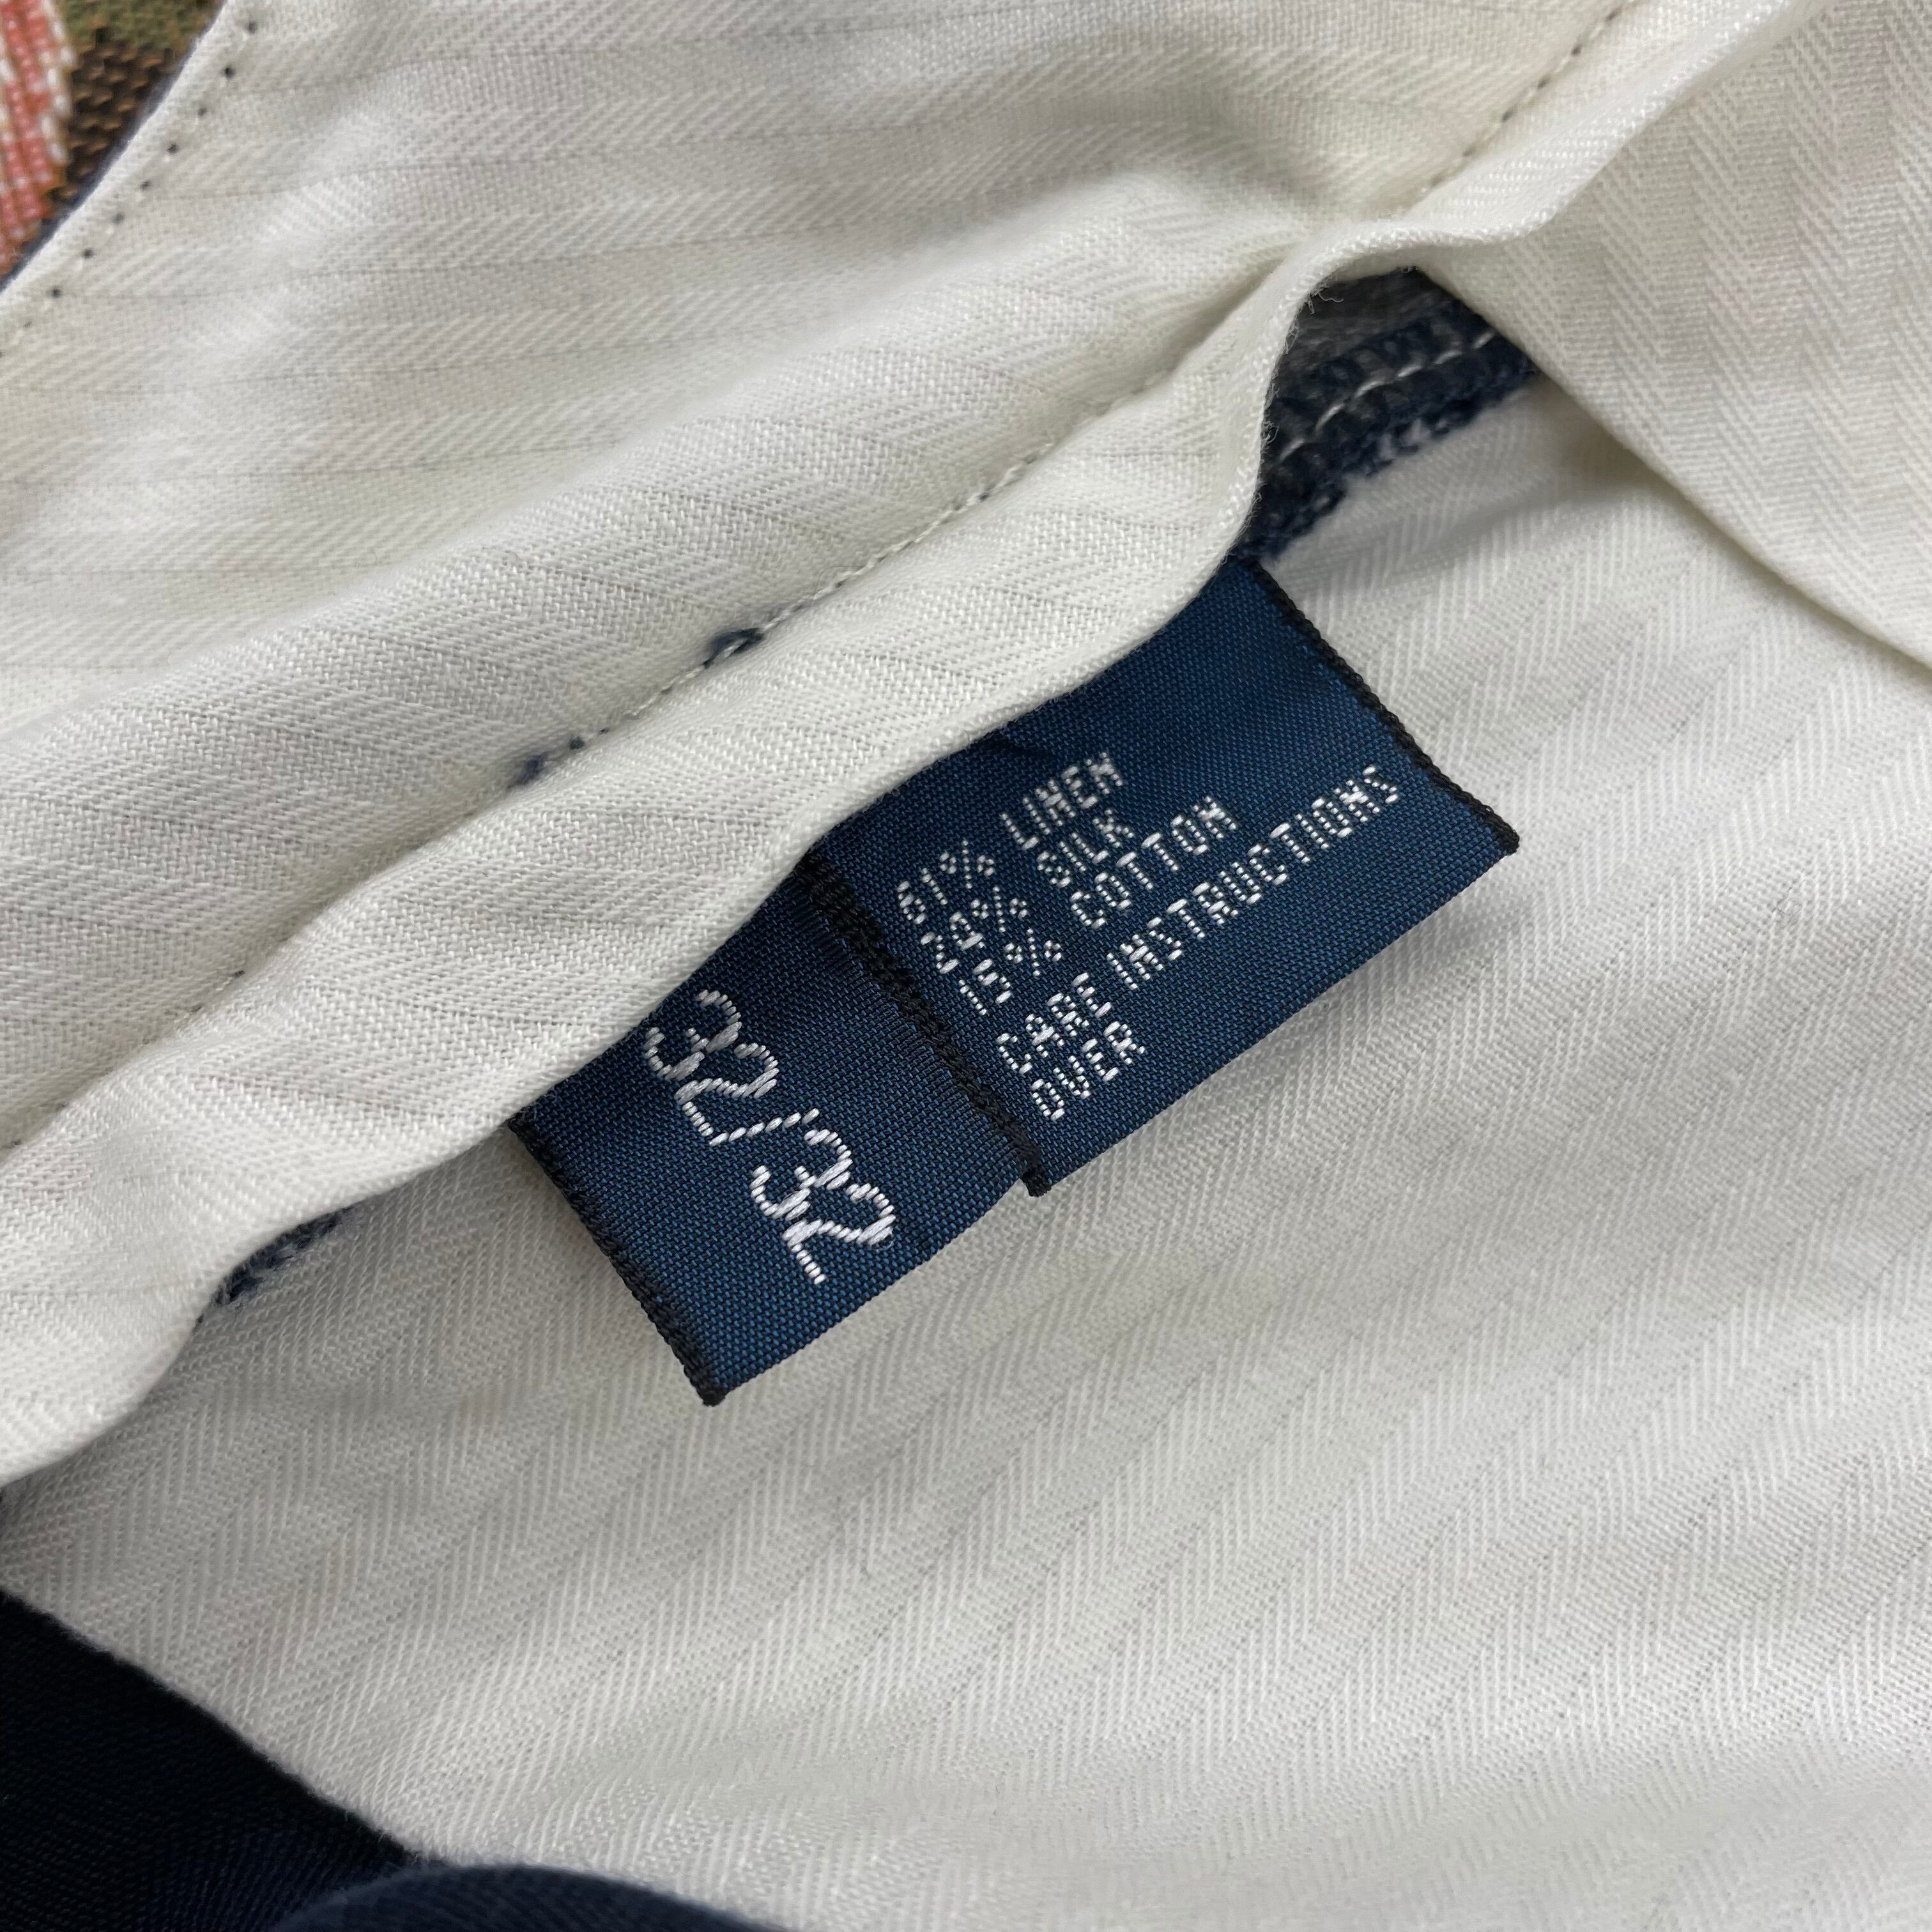 61% LINEN
24% SILK
15% COTTON
CARE INSTRUCTIONS
OVER
32/32